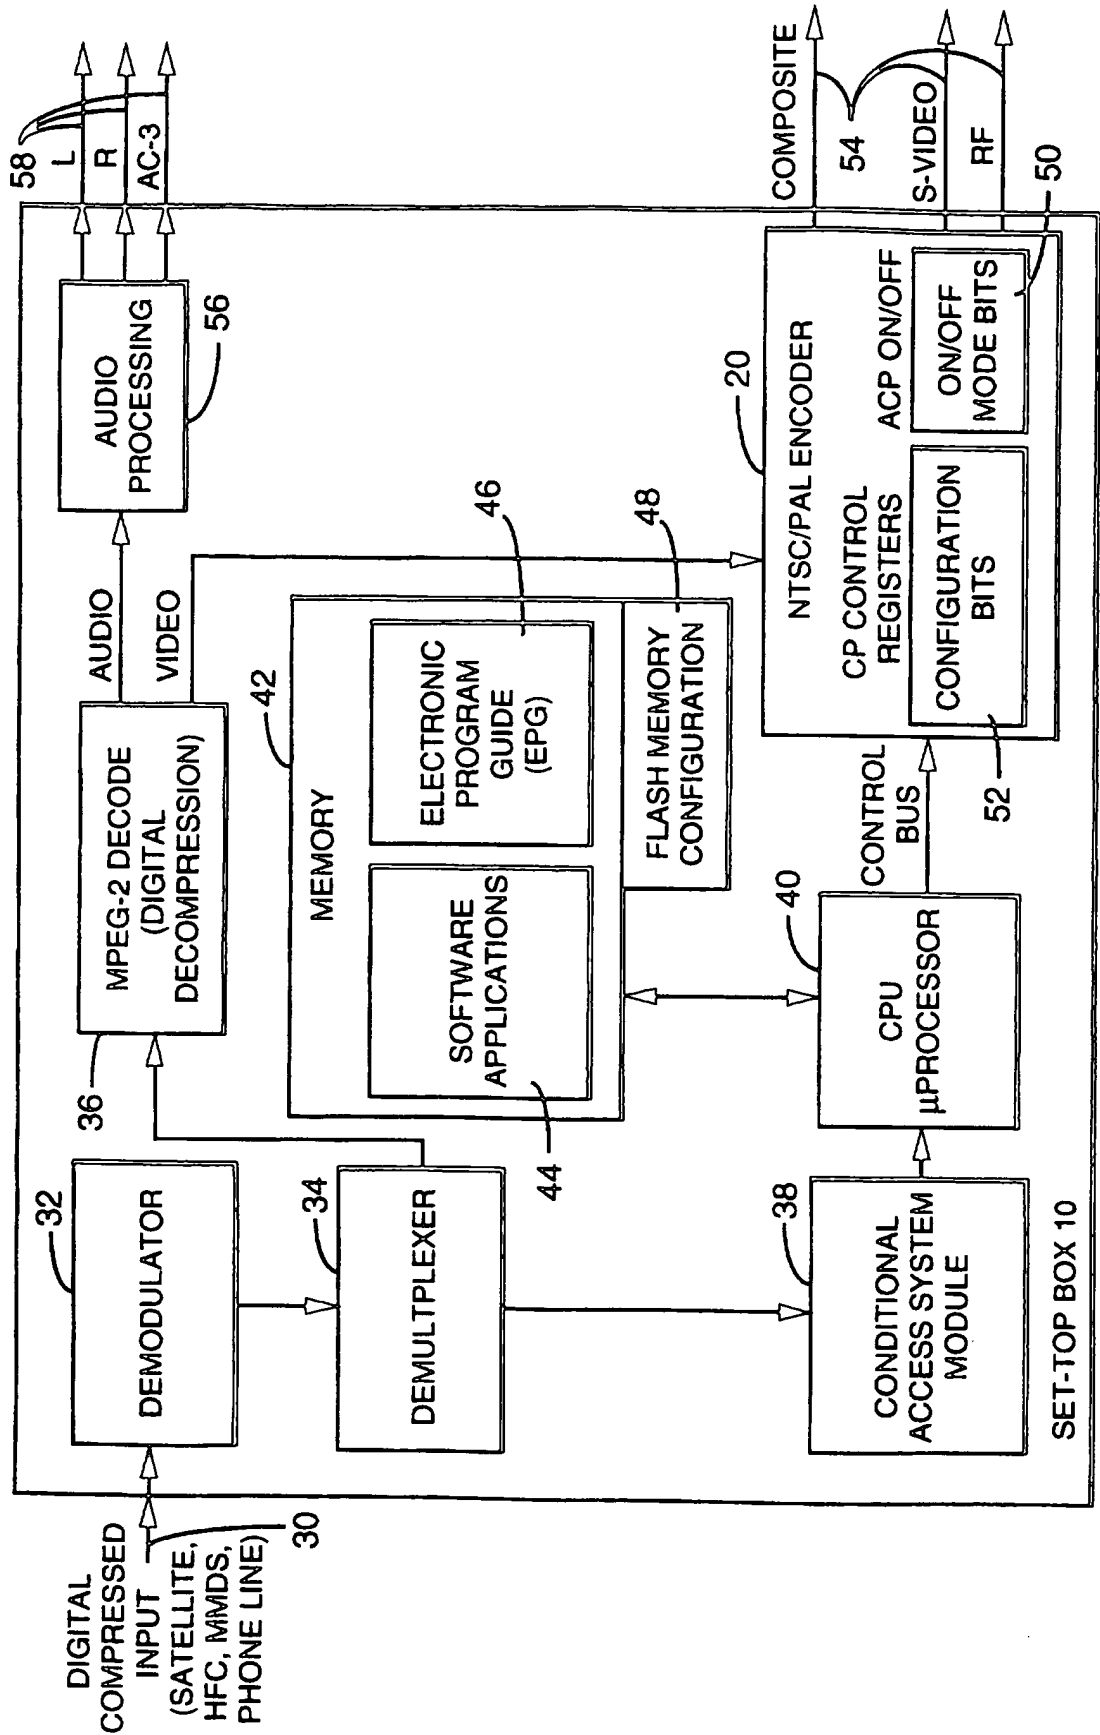 DIGITAL
COMPRESSED
INPUT
(SATELLITE,
HFC, MMDS,
PHONE LINE)
30
32
DEMODULATOR
34
DEMULTPLEXER
36
MPEG-2 DECODE
(DIGITAL
DECOMPRESSION)
AUDIO
VIDEO
AUDIO
PROCESSING
56
58
L
R
AC-3
42
MEMORY
SOFTWARE
APPLICATIONS
44
ELECTRONIC
PROGRAM
GUIDE
(EPG)
46
FLASH MEMORY
CONFIGURATION
48
38
CONDITIONAL
ACCESS SYSTEM
MODULE
40
CPU
µPROCESSOR
CONTROL
BUS
20
NTSC/PAL ENCODER
CP CONTROL
REGISTERS
ACP ON/OFF
CONFIGURATION
BITS
52
ON/OFF
MODE BITS
50
COMPOSITE
54
S-VIDEO
RF
SET-TOP BOX 10